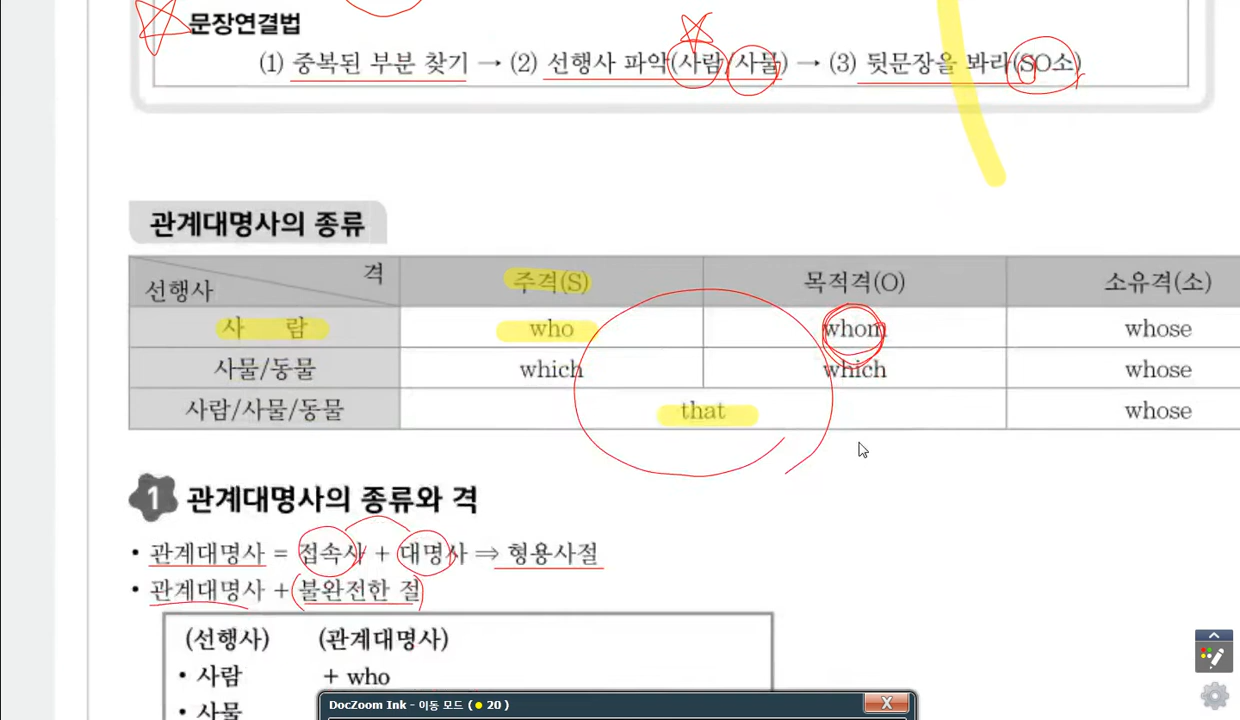 문장연결법
(1) 중복된 부분 찾기 → (2) 선행사 파악(사람/사물) → (3) 뒷문장을 봐라(SO소)
관계대명사의 종류
격
선행사 주격(S) 목적격(O) 소유격(소)
사 람 who whom whose
사물/동물 which which whose
사람/사물/동물 that whose
1 관계대명사의 종류와 격
• 관계대명사 = 접속사 + 대명사 ⇒ 형용사절
• 관계대명사 + 불완전한 절
(선행사) (관계대명사)
• 사람 + who
• 사물
DocZoom Ink - 이동 모드 ( 20 ) X